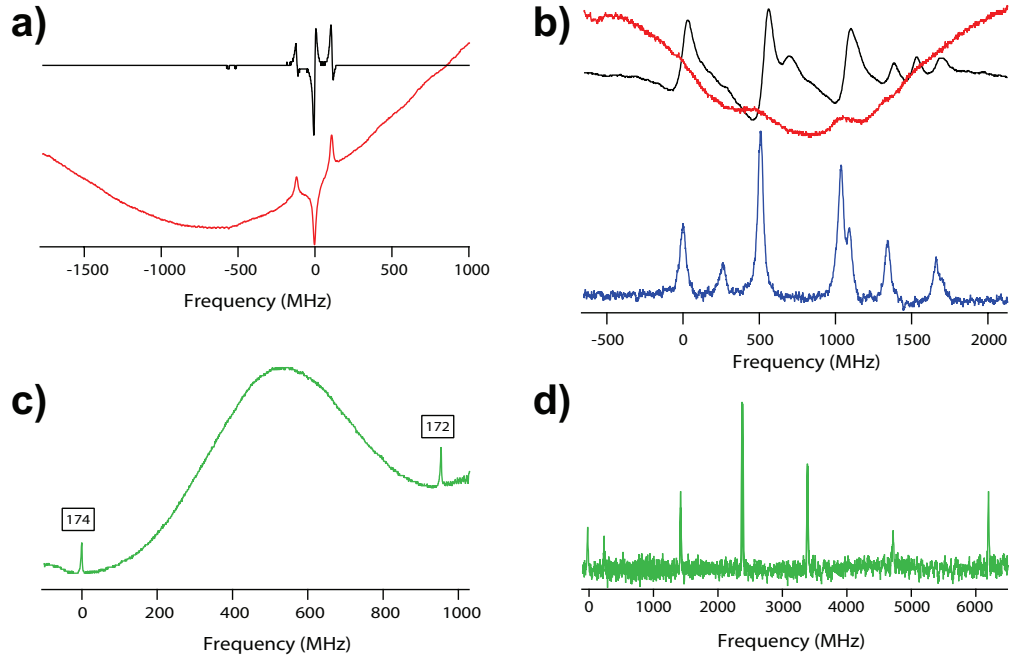 a)
-1500 -1000 -500 0 500 1000
Frequency (MHz)
b)
-500 0 500 1000 1500 2000
Frequency (MHz)
c)
174
172
0 200 400 600 800 1000
Frequency (MHz)
d)
0 1000 2000 3000 4000 5000 6000
Frequency (MHz)